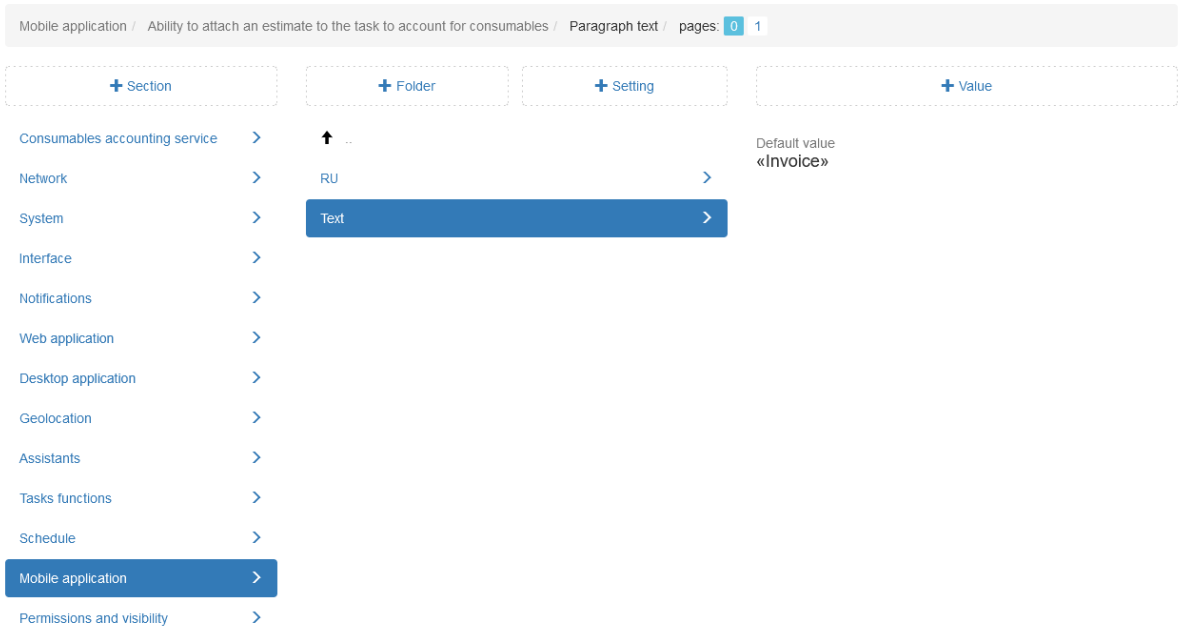 Mobile application / Ability to attach an estimate to the task to account for consumables / Paragraph text / pages: 0 1
+ Section
+ Folder
+ Setting
+ Value
Consumables accounting service
Network
System
Interface
Notifications
Web application
Desktop application
Geolocation
Assistants
Tasks functions
Schedule
Mobile application
Permissions and visibility
..
RU
Text
Default value
«Invoice»